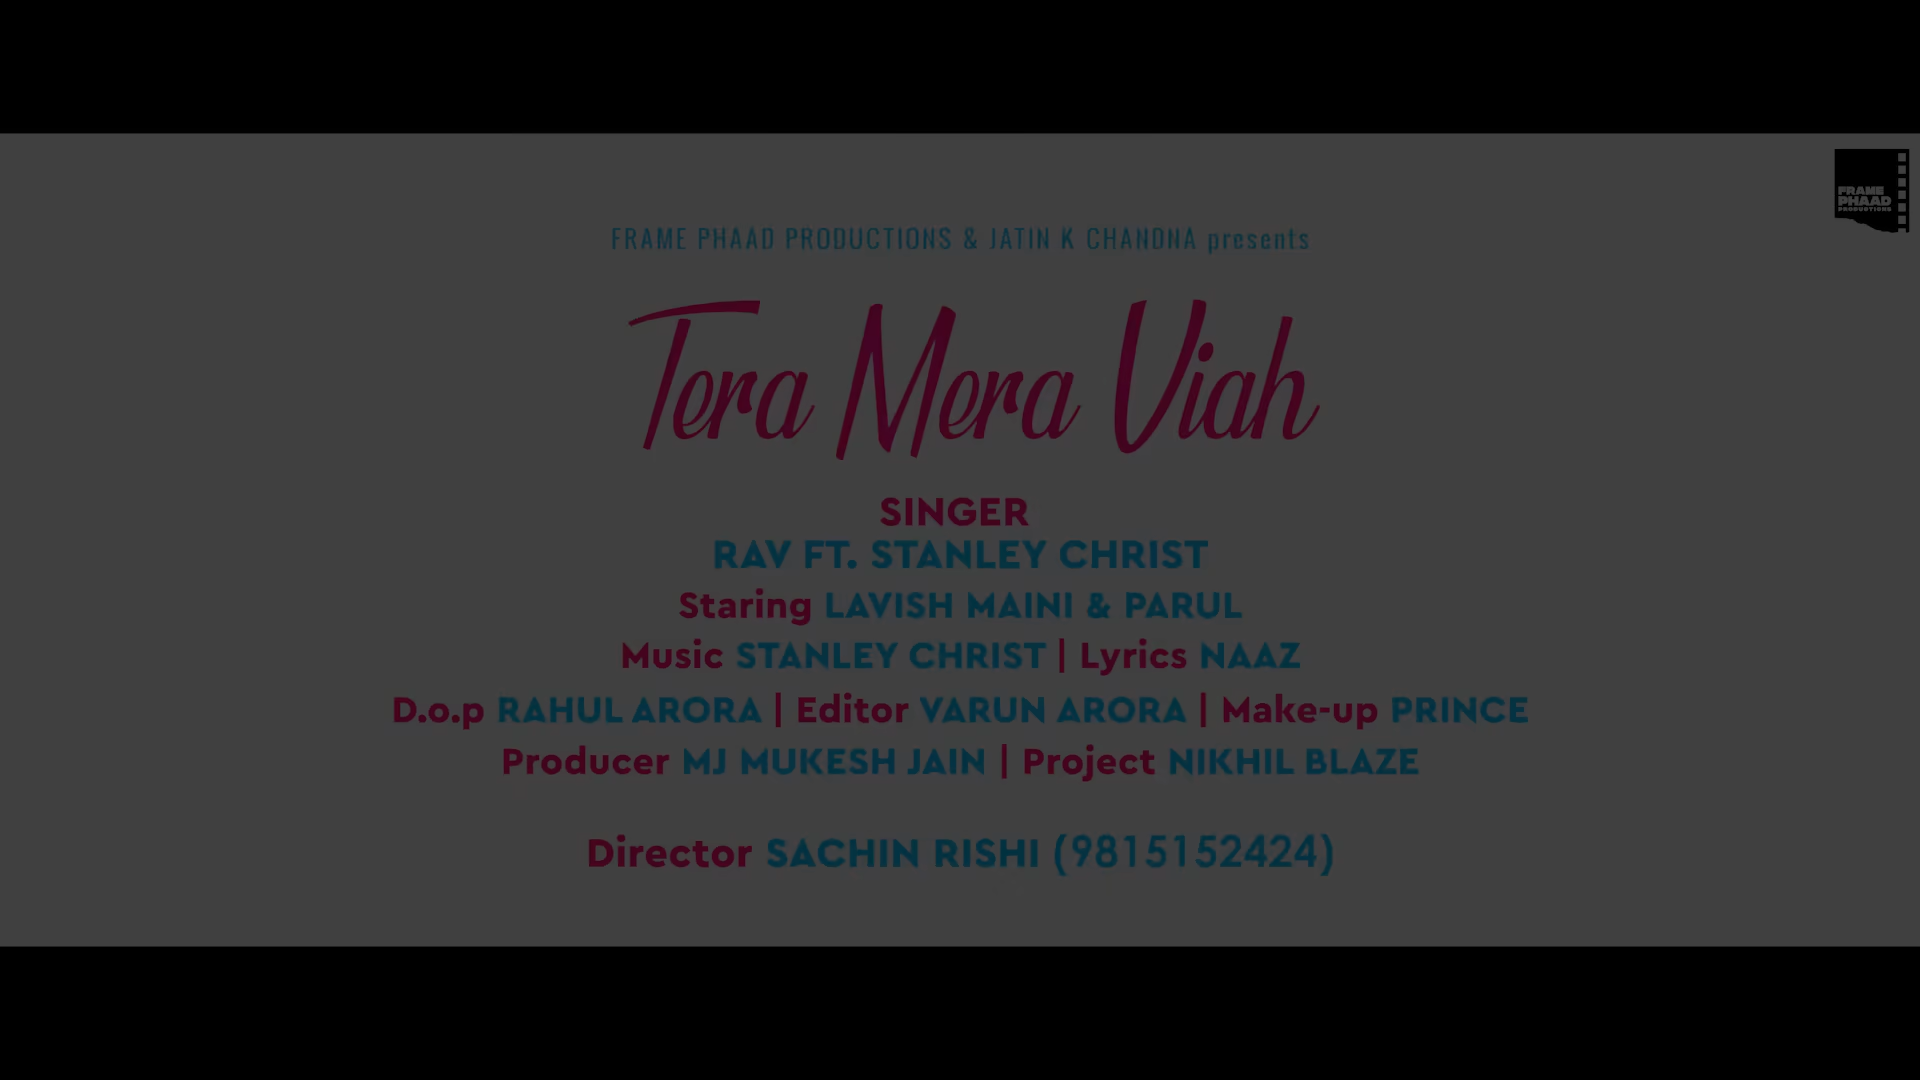 FRAME PHAAD PRODUCTIONS & JATIN K CHANDNA presents
FRAME
PHAAD
PRODUCTIONS
Tera Mera Viah
SINGER
RAV FT. STANLEY CHRIST
Staring LAVISH MAINI & PARUL
Music STANLEY CHRIST | Lyrics NAAZ
D.o.p RAHUL ARORA | Editor VARUN ARORA | Make-up PRINCE
Producer MJ MUKESH JAIN | Project NIKHIL BLAZE
Director SACHIN RISHI (9815152424)